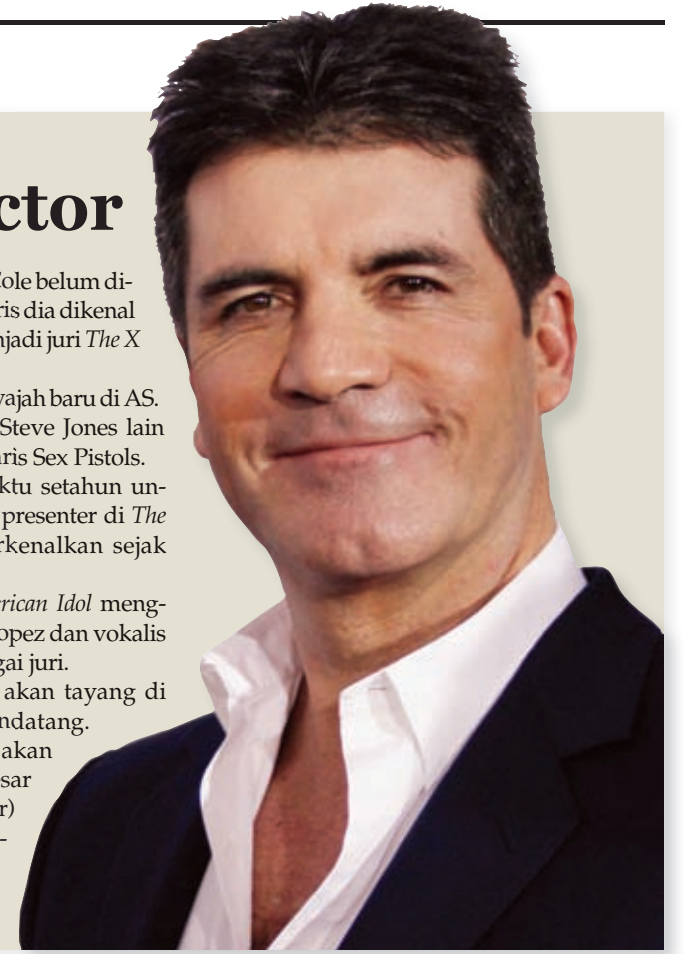 ctor
ole belum di-
ris dia dikenal
njadi juri The X
wajah baru di AS.
Steve Jones lain
aris Sex Pistols.
ktu setahun un-
presenter di The
rkenalkan sejak
rican Idol meng-
opez dan vokalis
gai juri.
akan tayang di
ndatang.
akan
sar
r)
-